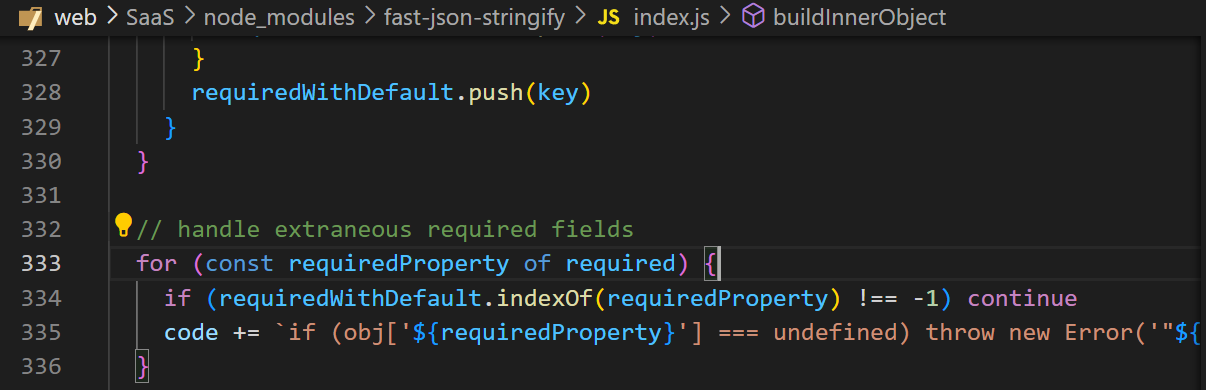 web > SaaS > node_modules > fast-json-stringify > JS index.js > buildInnerObject
327 }
328 requiredWithDefault.push(key)
329 }
330 }
331
332 // handle extraneous required fields
333 for (const requiredProperty of required) {
334 if (requiredWithDefault.indexOf(requiredProperty) !== -1) continue
335 code += `if (obj['${requiredProperty}'] === undefined) throw new Error('"${
336 }